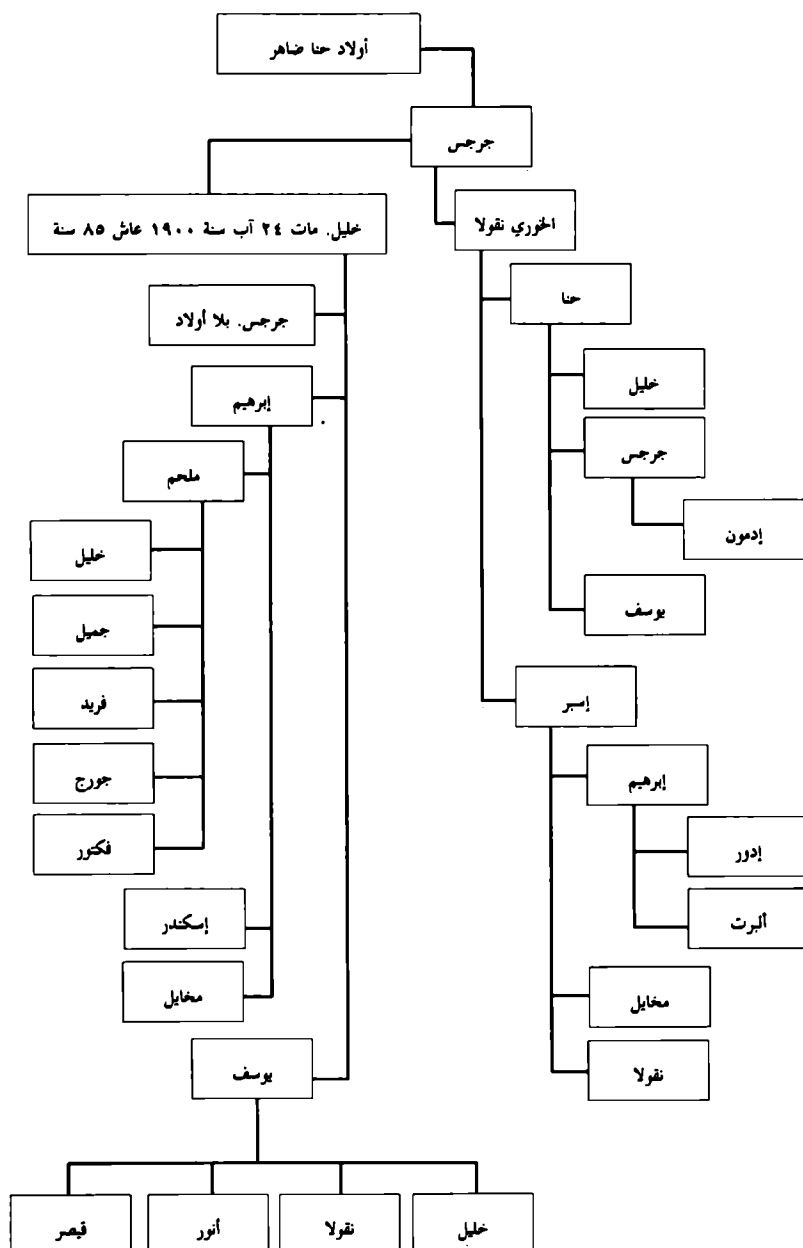 أولاد حنا ضاهر
جرجس
الخوري نقولا
خليل. مات ٢٤ آب سنة ١٩٠٠ عاش ٨٥ سنة
حنا
خليل
جرجس
إدمون
يوسف
إسبر
إبرهيم
إدور
ألبرت
مخايل
نقولا
جرجس. بلا أولاد
إبرهيم
ملحم
خليل
جميل
فريد
جورج
فكتور
إسكندر
مخايل
يوسف
خليل
نقولا
أنور
قيصر